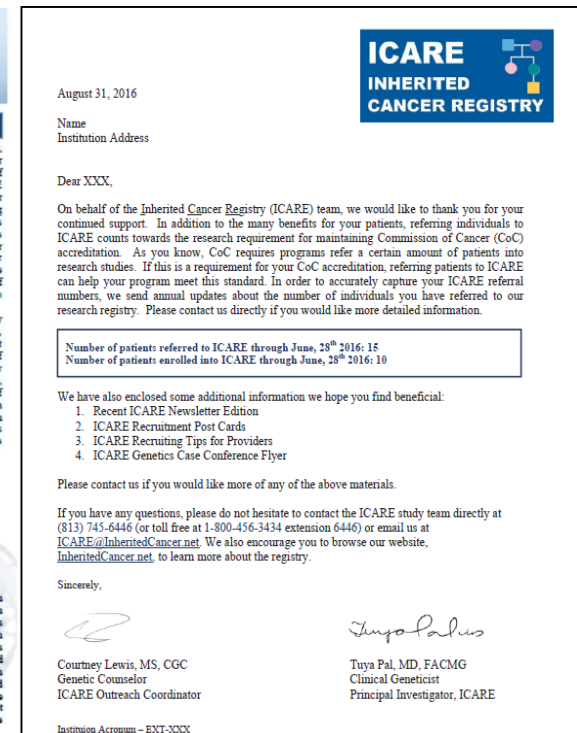 ICARE
INHERITED
CANCER REGISTRY
August 31, 2016
Name
Institution Address
Dear XXX,
On behalf of the Inherited Cancer Registry (ICARE) team, we would like to thank you for your
continued support. In addition to the many benefits for your patients, referring individuals to
ICARE counts towards the research requirement for maintaining Commission of Cancer (CoC)
accreditation. As you know, CoC requires programs refer a certain amount of patients into
research studies. If this is a requirement for your CoC accreditation, referring patients to ICARE
can help your program meet this standard. In order to accurately capture your ICARE referral
numbers, we send annual updates about the number of individuals you have referred to our
research registry. Please contact us directly if you would like more detailed information.
Number of patients referred to ICARE through June, 28th 2016: 15
Number of patients enrolled into ICARE through June, 28th 2016: 10
We have also enclosed some additional information we hope you find beneficial:
1. Recent ICARE Newsletter Edition
2. ICARE Recruitment Post Cards
3. ICARE Recruiting Tips for Providers
4. ICARE Genetics Case Conference Flyer
Please contact us if you would like more of any of the above materials.
If you have any questions, please do not hesitate to contact the ICARE study team directly at
(813) 745-6446 (or toll free at 1-800-456-3434 extension 6446) or email us at
ICARE@InheritedCancer.net. We also encourage you to browse our website,
InheritedCancer.net, to learn more about the registry.
Sincerely,
Courtney Lewis, MS, CGC
Genetic Counselor
ICARE Outreach Coordinator
Tuya Pal, MD, FACMG
Clinical Geneticist
Principal Investigator, ICARE
Instituion Acronum – EXT-XXX